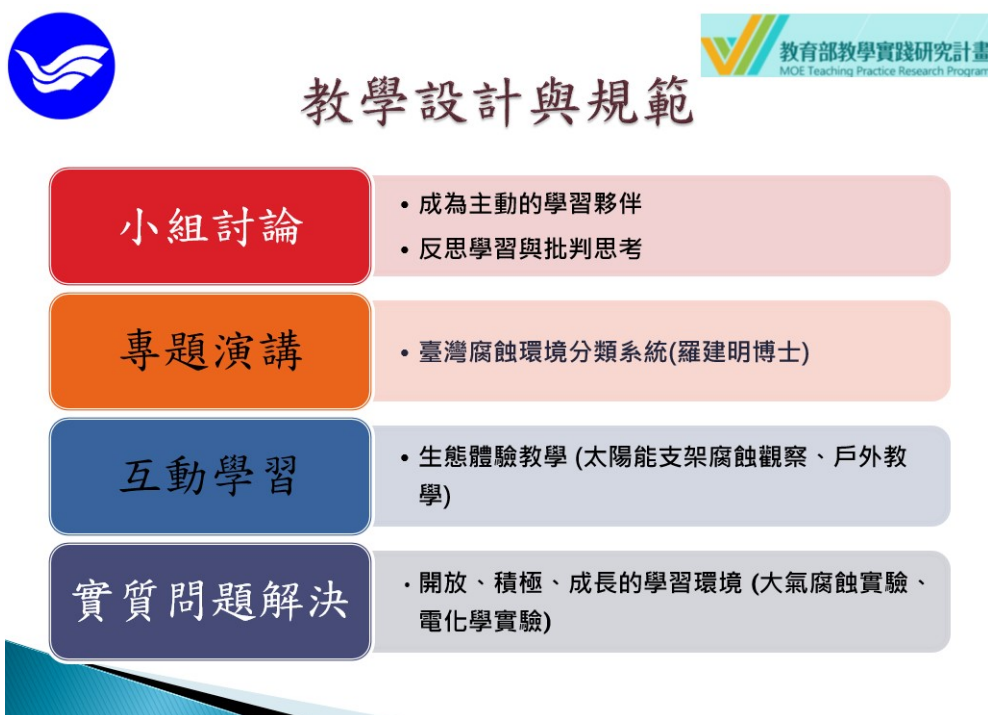 教育部教學實踐研究計畫
MOE Teaching Practice Research Program
教學設計與規範
小組討論
• 成為主動的學習夥伴
• 反思學習與批判思考
專題演講
• 臺灣腐蝕環境分類系統(羅建明博士)
互動學習
• 生態體驗教學 (太陽能支架腐蝕觀察、戶外教
學)
實質問題解決
• 開放、積極、成長的學習環境 (大氣腐蝕實驗、
電化學實驗)